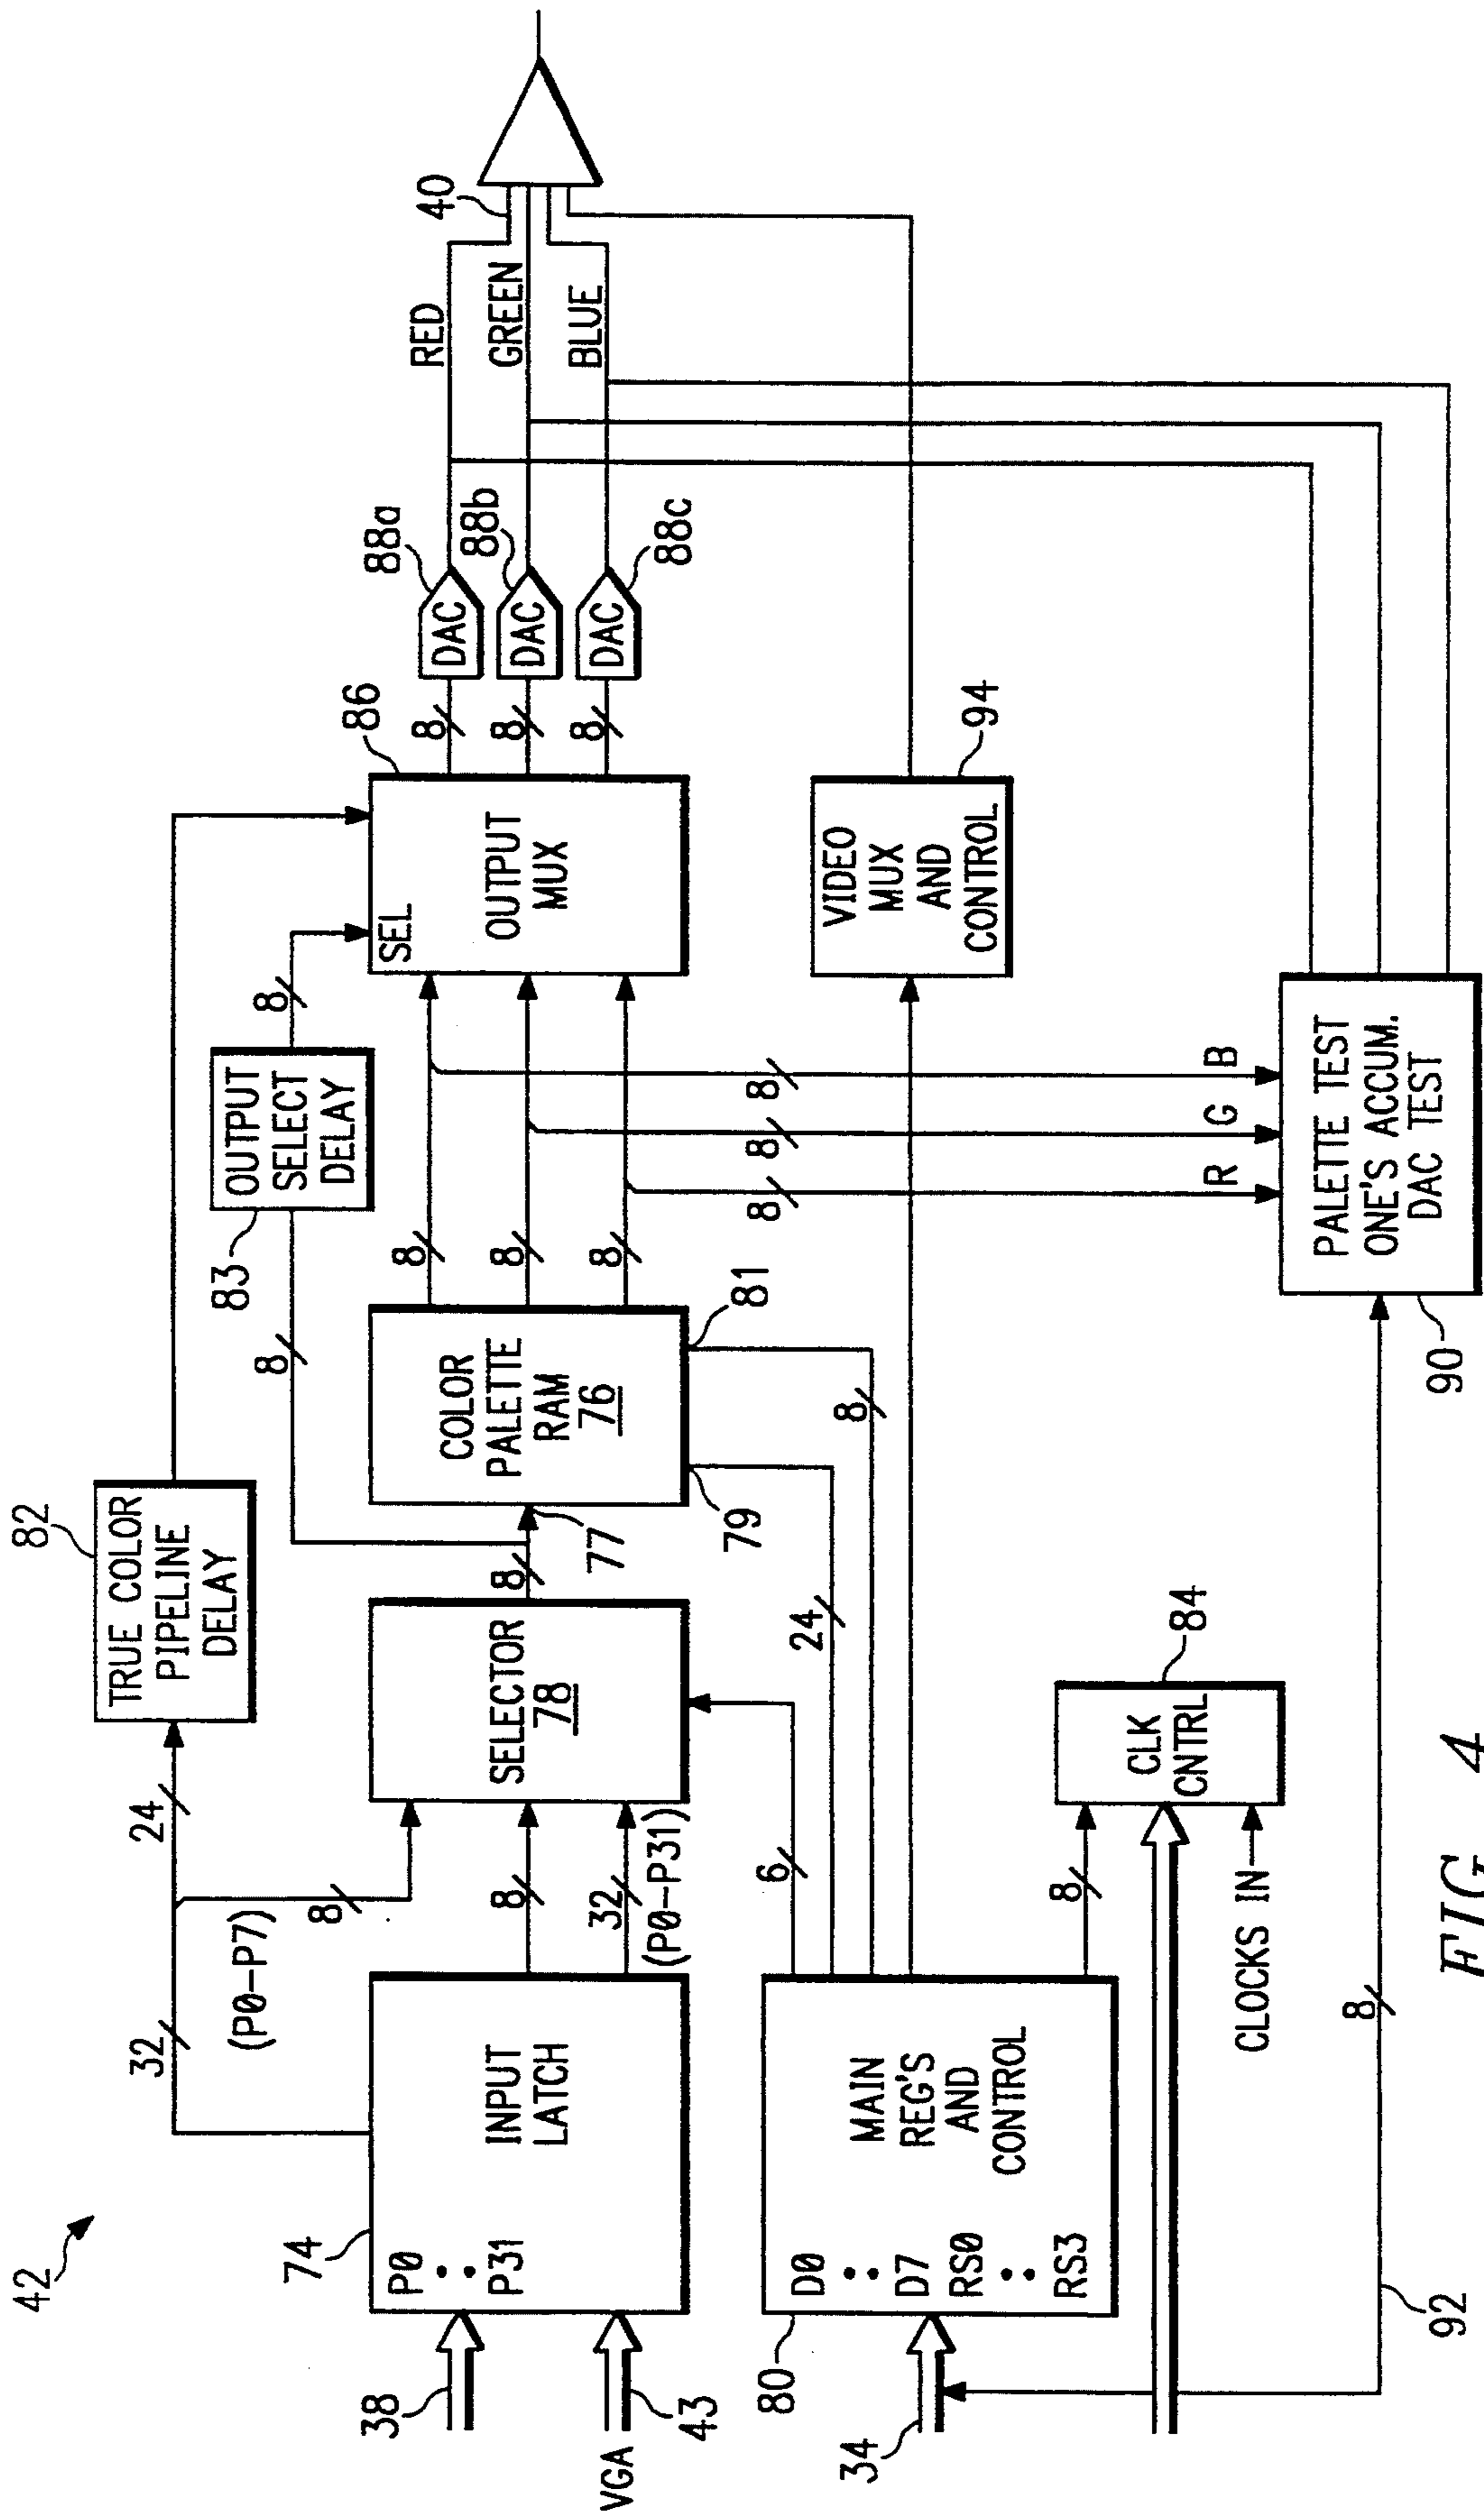 42
74
P0
P31
INPUT
LATCH
38
VGA
43
32
(P0–P7)
8
24
82
TRUE COLOR
PIPELINE
DELAY
8
32
(P0–P31)
SELECTOR
78
8
77
COLOR
PALETTE
RAM
76
79
81
8
83
OUTPUT
SELECT
DELAY
8
8
8
8
SEL
OUTPUT
MUX
86
8
8
8
DAC
DAC
DAC
88a
88b
88c
RED
GREEN
BLUE
40
80
34
D0
D7
RS0
RS3
MAIN
REG'S
AND
CONTROL
6
24
8
8
CLOCKS IN
CLK
CNTRL
84
VIDEO
MUX
AND
CONTROL
94
8
8
8
R
G
B
PALETTE TEST
ONE'S ACCUM.
DAC TEST
90
8
92
FIG. 4